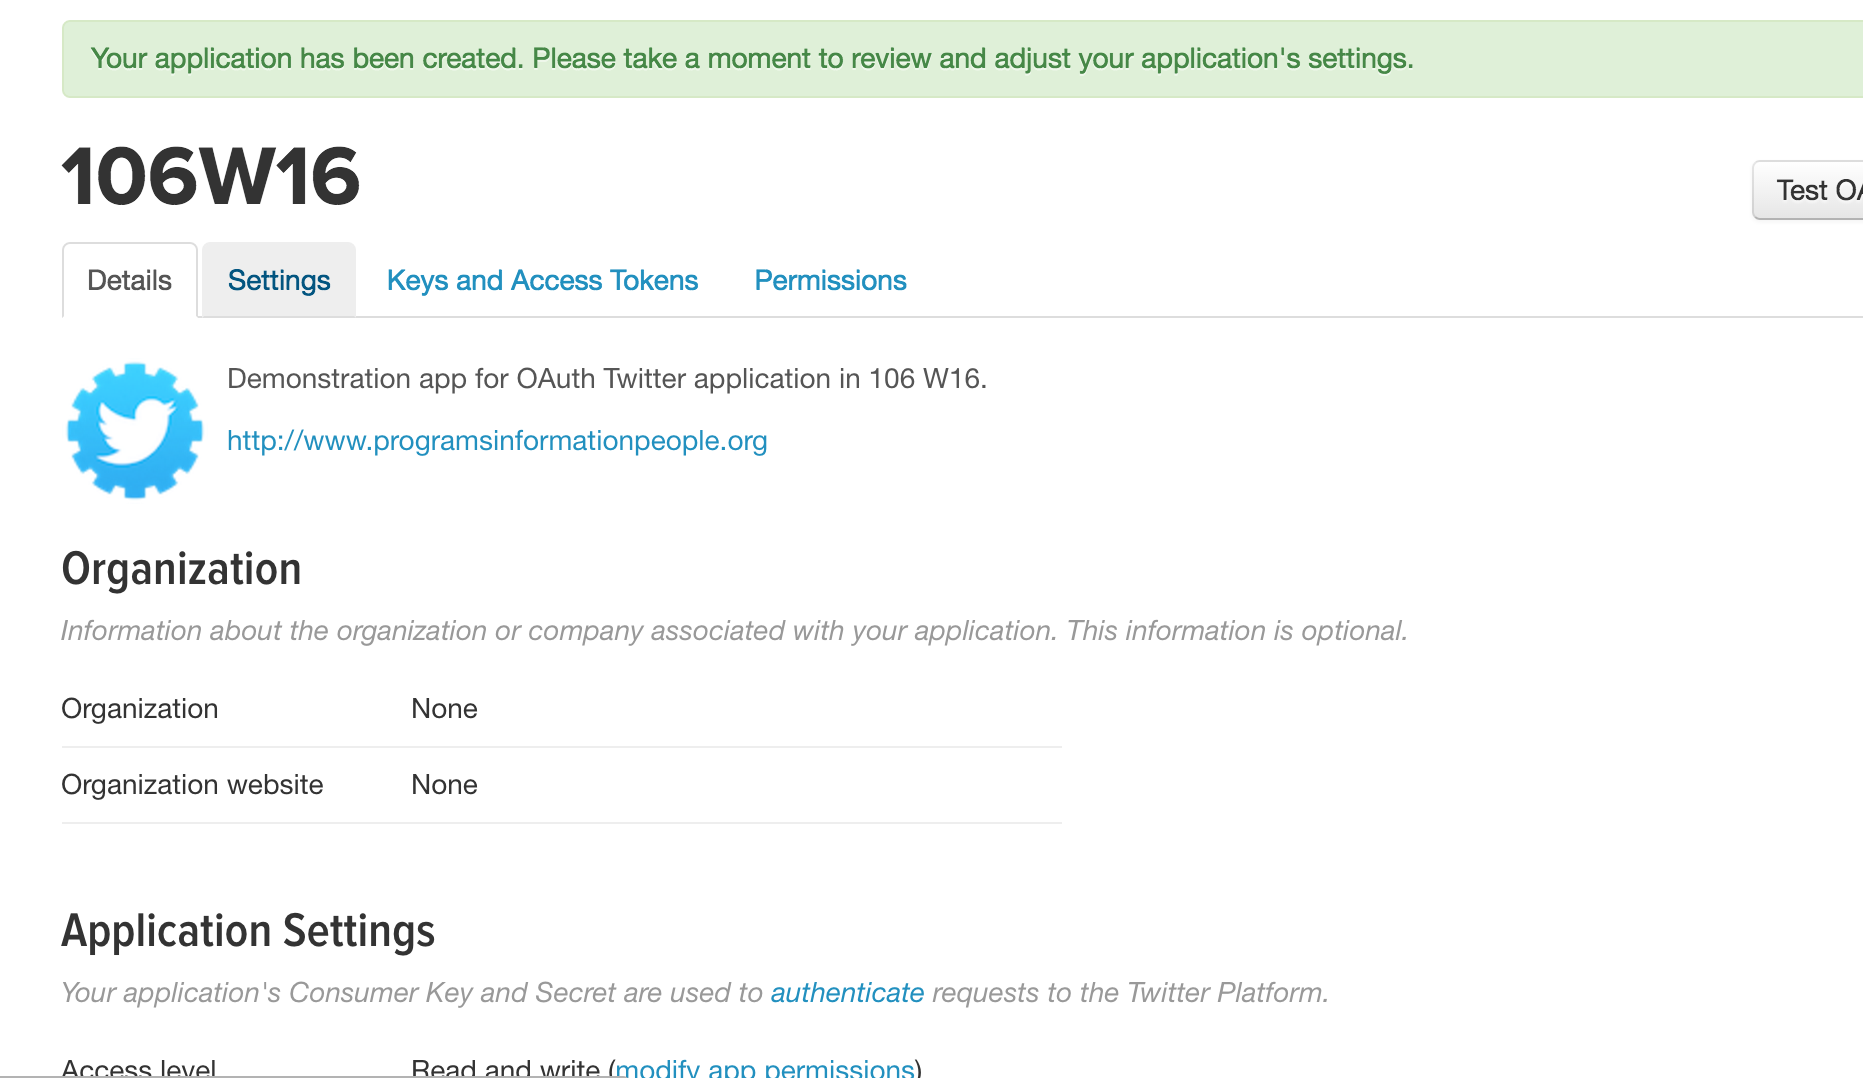 Your application has been created. Please take a moment to review and adjust your application's settings.
106W16
Test OA
Details Settings Keys and Access Tokens Permissions
Demonstration app for OAuth Twitter application in 106 W16.
http://www.programsinformationpeople.org
Organization
Information about the organization or company associated with your application. This information is optional.
Organization None
Organization website None
Application Settings
Your application's Consumer Key and Secret are used to authenticate requests to the Twitter Platform.
Access level Read and write (modify app permissions)